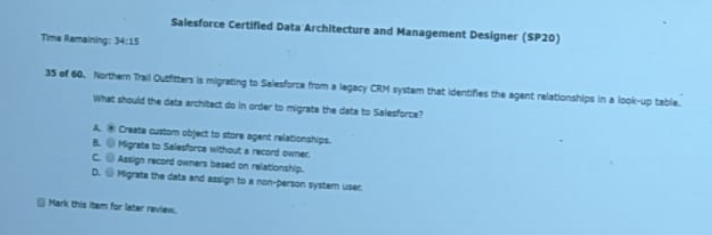 Salesforce Certified Data Architecture and Management Designer (SP20)
Time Remaining: 34:15
35 of 60. Northern Trail Outfitters is migrating to Salesforce from a legacy CRM system that identifies the agent relationships in a look-up table.
What should the data architect do in order to migrate the data to Salesforce?
A. Create custom object to store agent relationships.
B. Migrate to Salesforce without a record owner.
C. Assign record owners based on relationship.
D. Migrate the data and assign to a non-person system user.
Mark this item for later review.